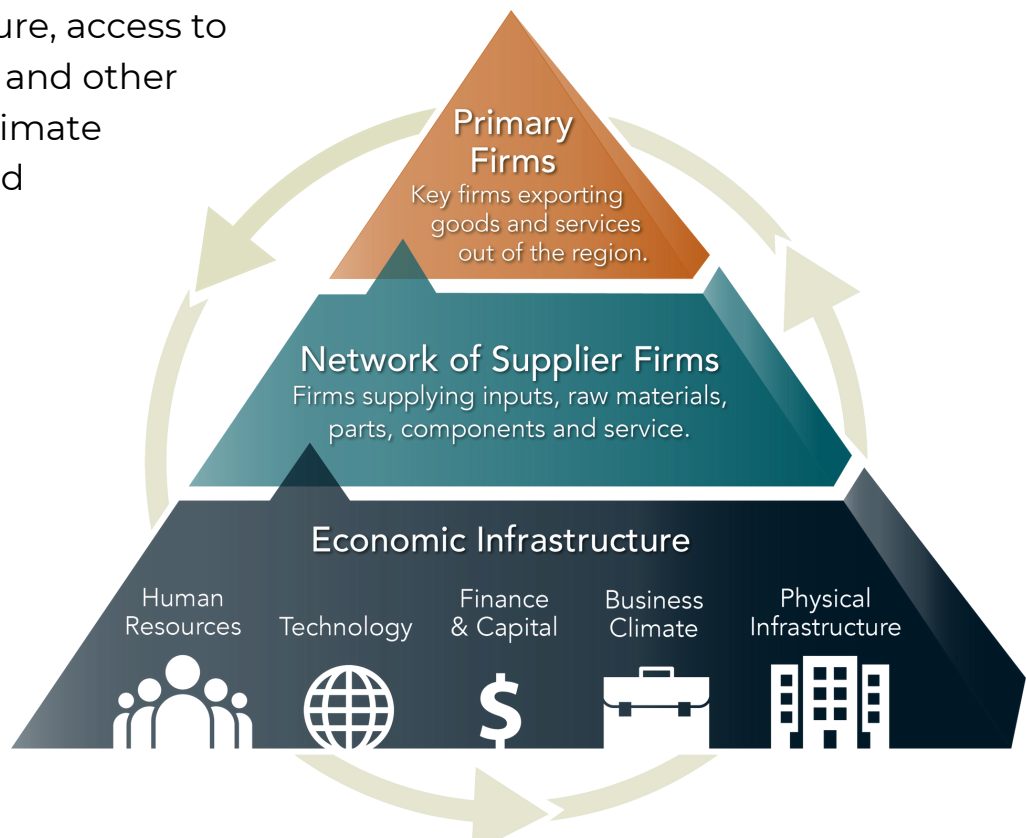 ure, access to
and other
imate
d
Primary
Firms
Key firms exporting
goods and services
out of the region.
Network of Supplier Firms
Firms supplying inputs, raw materials,
parts, components and service.
Economic Infrastructure
Human
Resources
Technology
Finance
& Capital
Business
Climate
Physical
Infrastructure
$